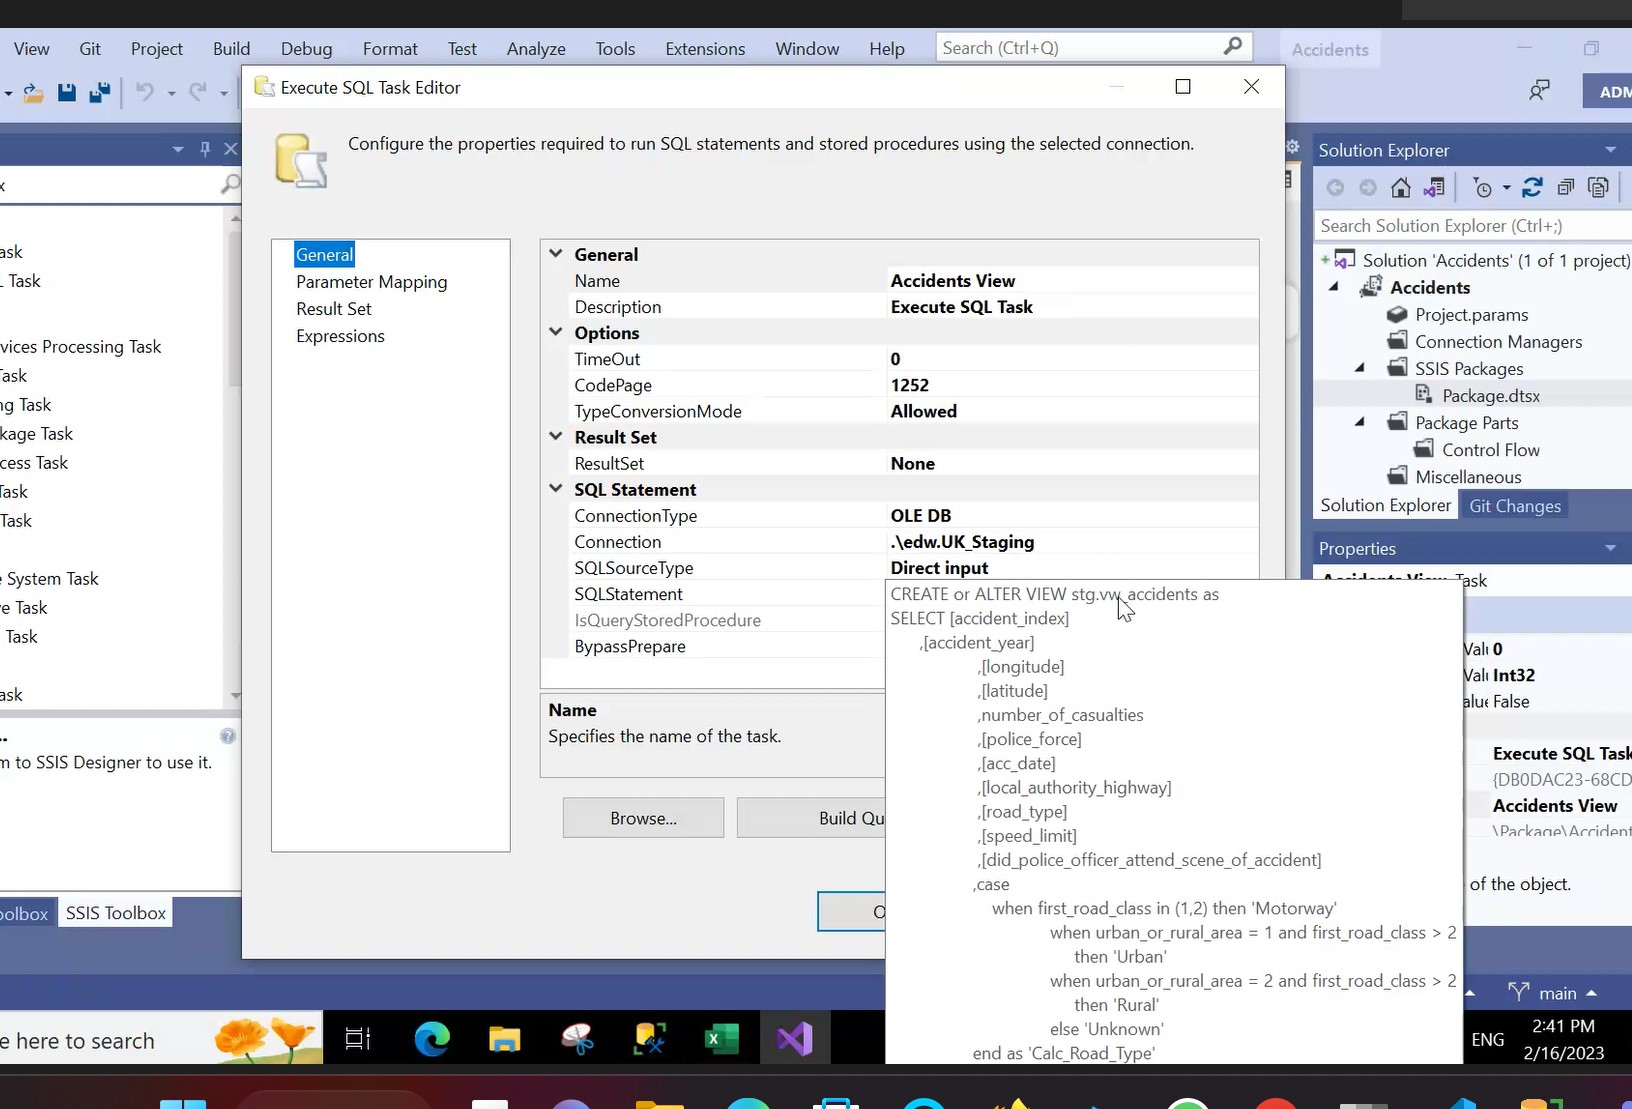 View Git Project Build Debug Format Test Analyze Tools Extensions Window Help Search (Ctrl+Q) Accidents
ADM
Execute SQL Task Editor
Configure the properties required to run SQL statements and stored procedures using the selected connection.
x
ask
L Task
vices Processing Task
Task
ng Task
kage Task
cess Task
Task
Task
e System Task
ve Task
Task
ask
..
m to SSIS Designer to use it.
oolbox SSIS Toolbox
General
Parameter Mapping
Result Set
Expressions
General
Name Accidents View
Description Execute SQL Task
Options
TimeOut 0
CodePage 1252
TypeConversionMode Allowed
Result Set
ResultSet None
SQL Statement
ConnectionType OLE DB
Connection .\edw.UK_Staging
SQLSourceType Direct input
SQLStatement
IsQueryStoredProcedure
BypassPrepare
Name
Specifies the name of the task.
Browse... Build Qu
O
CREATE or ALTER VIEW stg.vw_accidents as
SELECT [accident_index]
,[accident_year]
,[longitude]
,[latitude]
,number_of_casualties
,[police_force]
,[acc_date]
,[local_authority_highway]
,[road_type]
,[speed_limit]
,[did_police_officer_attend_scene_of_accident]
,case
when first_road_class in (1,2) then 'Motorway'
when urban_or_rural_area = 1 and first_road_class > 2
then 'Urban'
when urban_or_rural_area = 2 and first_road_class > 2
then 'Rural'
else 'Unknown'
end as 'Calc_Road_Type'
Solution Explorer
Search Solution Explorer (Ctrl+;)
Solution 'Accidents' (1 of 1 project)
Accidents
Project.params
Connection Managers
SSIS Packages
Package.dtsx
Package Parts
Control Flow
Miscellaneous
Solution Explorer Git Changes
Properties
Accidents View Task
Valu 0
Valu Int32
alue False
Execute SQL Task
{DB0DAC23-68CD
Accidents View
\Package\Accident
of the object.
main
e here to search
ENG
2:41 PM
2/16/2023